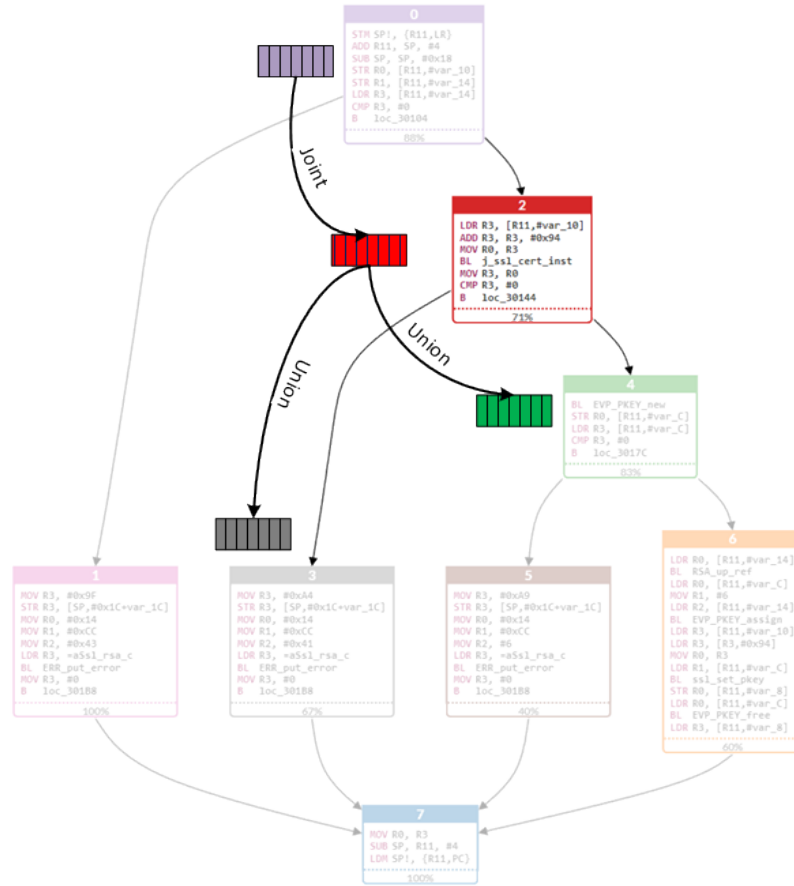 0
STM SP!, {R11,LR}
ADD R11, SP, #4
SUB SP, SP, #0x18
STR R0, [R11,#var_10]
STR R1, [R11,#var_14]
LDR R3, [R11,#var_14]
CMP R3, #0
B loc_30104
88%
Joint
2
LDR R3, [R11,#var_10]
ADD R3, R3, #0x94
MOV R0, R3
BL j_ssl_cert_inst
MOV R3, R0
CMP R3, #0
B loc_30144
71%
Union
Union
4
BL EVP_PKEY_new
STR R0, [R11,#var_C]
LDR R3, [R11,#var_C]
CMP R3, #0
B loc_3017C
83%
1
MOV R3, #0x9F
STR R3, [SP,#0x1C+var_1C]
MOV R0, #0x14
MOV R1, #0xCC
MOV R2, #0x43
LDR R3, =aSsl_rsa_c
BL ERR_put_error
MOV R3, #0
B loc_301B8
100%
3
MOV R3, #0xA4
STR R3, [SP,#0x1C+var_1C]
MOV R0, #0x14
MOV R1, #0xCC
MOV R2, #0x41
LDR R3, =aSsl_rsa_c
BL ERR_put_error
MOV R3, #0
B loc_301B8
67%
5
MOV R3, #0xA9
STR R3, [SP,#0x1C+var_1C]
MOV R0, #0x14
MOV R1, #0xCC
MOV R2, #6
LDR R3, =aSsl_rsa_c
BL ERR_put_error
MOV R3, #0
B loc_301B8
40%
6
LDR R0, [R11,#var_14]
BL RSA_up_ref
LDR R0, [R11,#var_C]
MOV R1, #6
LDR R2, [R11,#var_14]
BL EVP_PKEY_assign
LDR R3, [R11,#var_10]
LDR R3, [R3,#0x94]
MOV R0, R3
LDR R1, [R11,#var_C]
BL ssl_set_pkey
STR R0, [R11,#var_8]
LDR R0, [R11,#var_C]
BL EVP_PKEY_free
LDR R3, [R11,#var_8]
60%
7
MOV R0, R3
SUB SP, R11, #4
LDM SP!, {R11,PC}
100%